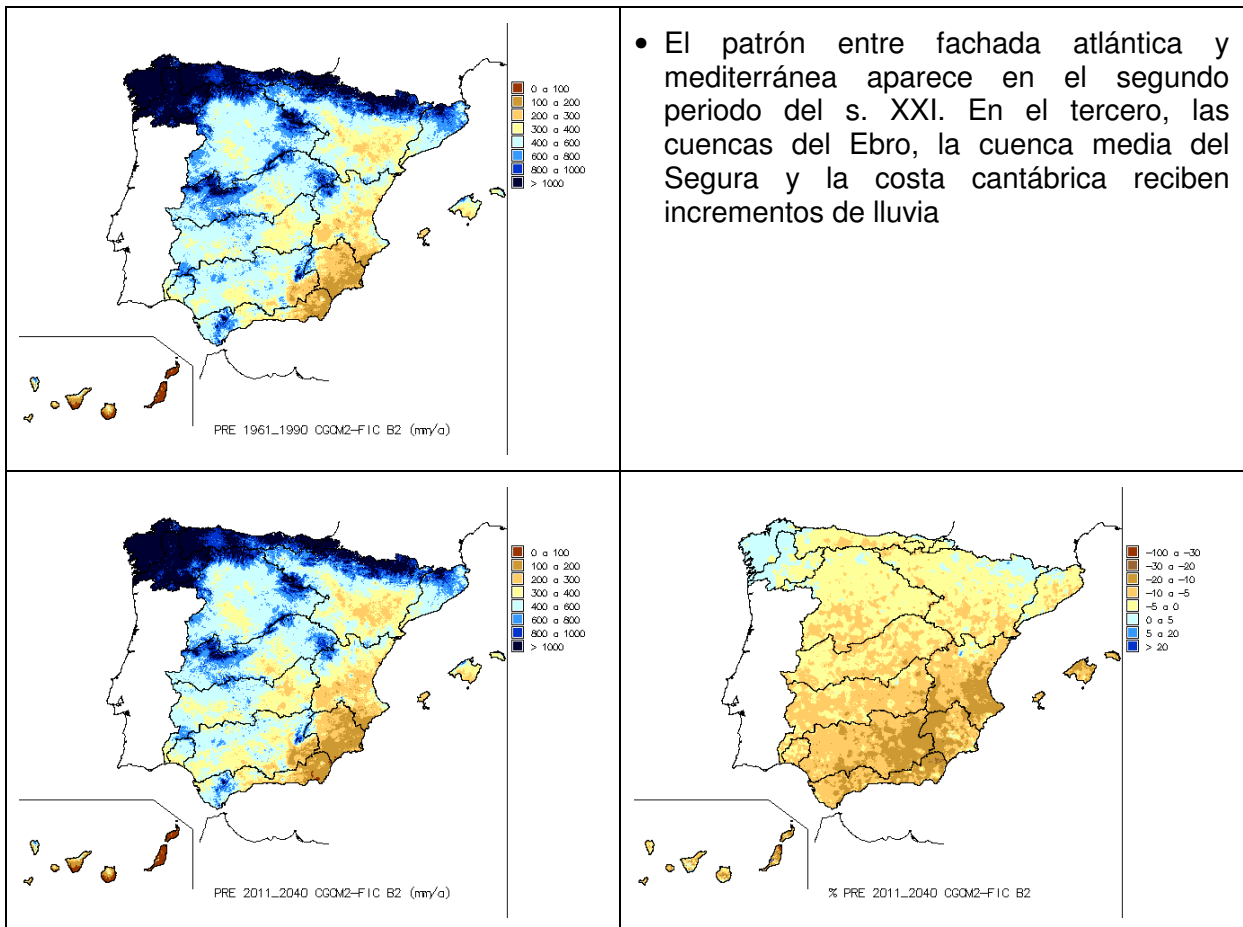 0 a 100
100 a 200
200 a 300
300 a 400
400 a 600
600 a 800
800 a 1000
> 1000
PRE 1961_1990 CGCM2-FIC B2 (mm/a)
• El patrón entre fachada atlántica y
mediterránea aparece en el segundo
periodo del s. XXI. En el tercero, las
cuencas del Ebro, la cuenca media del
Segura y la costa cantábrica reciben
incrementos de lluvia
0 a 100
100 a 200
200 a 300
300 a 400
400 a 600
600 a 800
800 a 1000
> 1000
PRE 2011_2040 CGCM2-FIC B2 (mm/a)
-100 a -30
-30 a -20
-20 a -10
-10 a -5
-5 a 0
0 a 5
5 a 20
> 20
% PRE 2011_2040 CGCM2-FIC B2